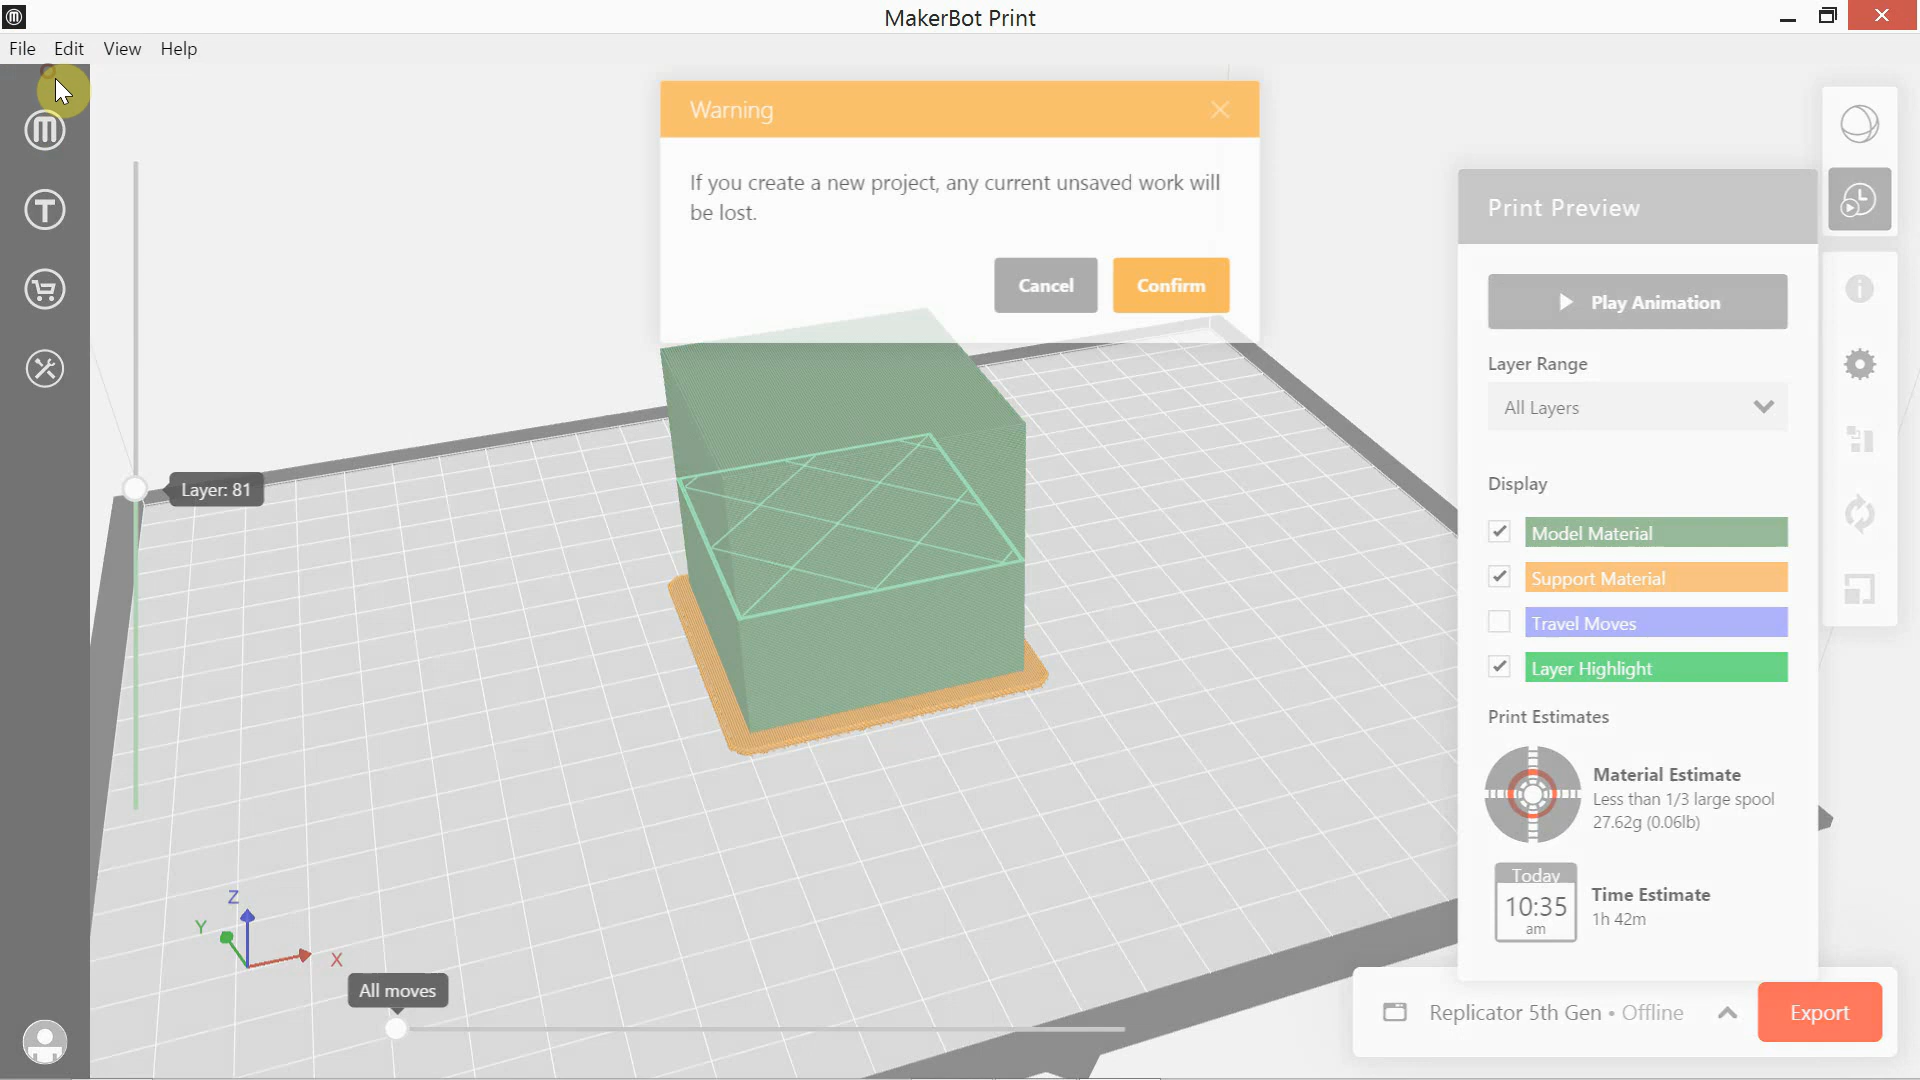 MakerBot Print
File Edit View Help
Warning
If you create a new project, any current unsaved work will
be lost.
Cancel Confirm
Print Preview
Play Animation
Layer Range
All Layers
Display
Model Material
Support Material
Travel Moves
Layer Highlight
Print Estimates
Material Estimate
Less than 1/3 large spool
27.62g (0.06lb)
Today
10:35
am
Time Estimate
1h 42m
Layer: 81
Z
Y
X
All moves
Replicator 5th Gen • Offline
Export